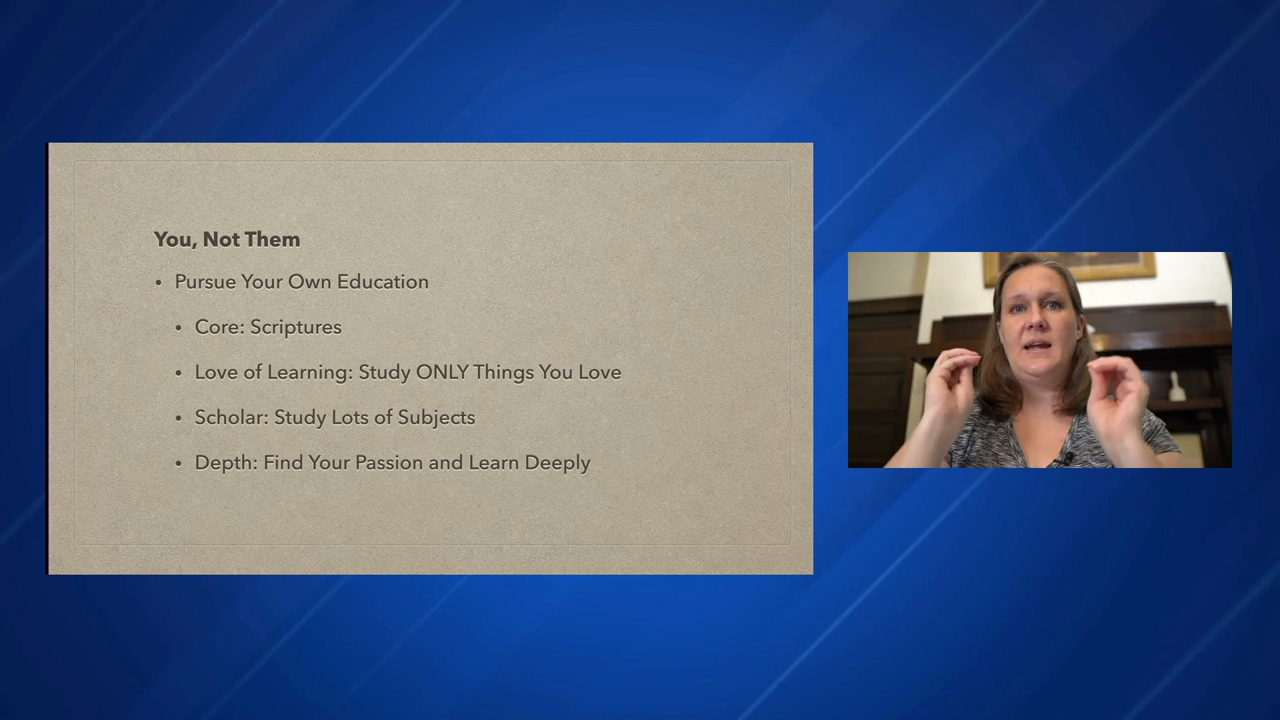 You, Not Them
• Pursue Your Own Education
• Core: Scriptures
• Love of Learning: Study ONLY Things You Love
• Scholar: Study Lots of Subjects
• Depth: Find Your Passion and Learn Deeply